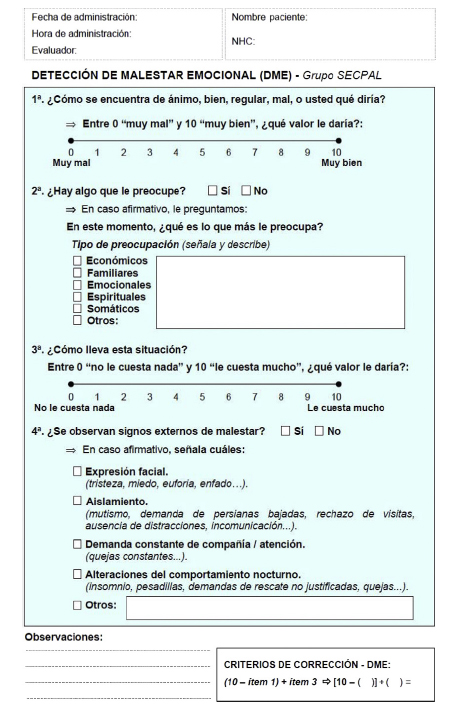 Fecha de administración:
Hora de administración:
Evaluador:
Nombre paciente:
NHC:
DETECCIÓN DE MALESTAR EMOCIONAL (DME) - Grupo SECPAL
1ª. ¿Cómo se encuentra de ánimo, bien, regular, mal, o usted qué diría?:
⇒ Entre 0 “muy mal” y 10 “muy bien”, ¿qué valor le daría?:
0 1 2 3 4 5 6 7 8 9 10
Muy mal Muy bien
2ª. ¿Hay algo que le preocupe? ☐ Sí ☐ No
⇒ En caso afirmativo, le preguntamos:
En este momento, ¿qué es lo que más le preocupa?
Tipo de preocupación (señala y describe)
☐ Económicos
☐ Familiares
☐ Emocionales
☐ Espirituales
☐ Somáticos
☐ Otros:
3ª. ¿Cómo lleva esta situación?
Entre 0 “no le cuesta nada” y 10 “le cuesta mucho”, ¿qué valor le daría?:
0 1 2 3 4 5 6 7 8 9 10
No le cuesta nada Le cuesta mucho
4ª. ¿Se observan signos externos de malestar? ☐ Sí ☐ No
⇒ En caso afirmativo, señala cuáles:
☐ Expresión facial.
(tristeza, miedo, euforia, enfado…).
☐ Aislamiento.
(mutismo, demanda de persianas bajadas, rechazo de visitas,
ausencia de distracciones, incomunicación...).
☐ Demanda constante de compañía / atención.
(quejas constantes...).
☐ Alteraciones del comportamiento nocturno.
(insomnio, pesadillas, demandas de rescate no justificadas, quejas...).
☐ Otros:
Observaciones:
CRITERIOS DE CORRECCIÓN - DME:
(10 – ítem 1) + ítem 3 ⇨ [10 – ( )] + ( ) =